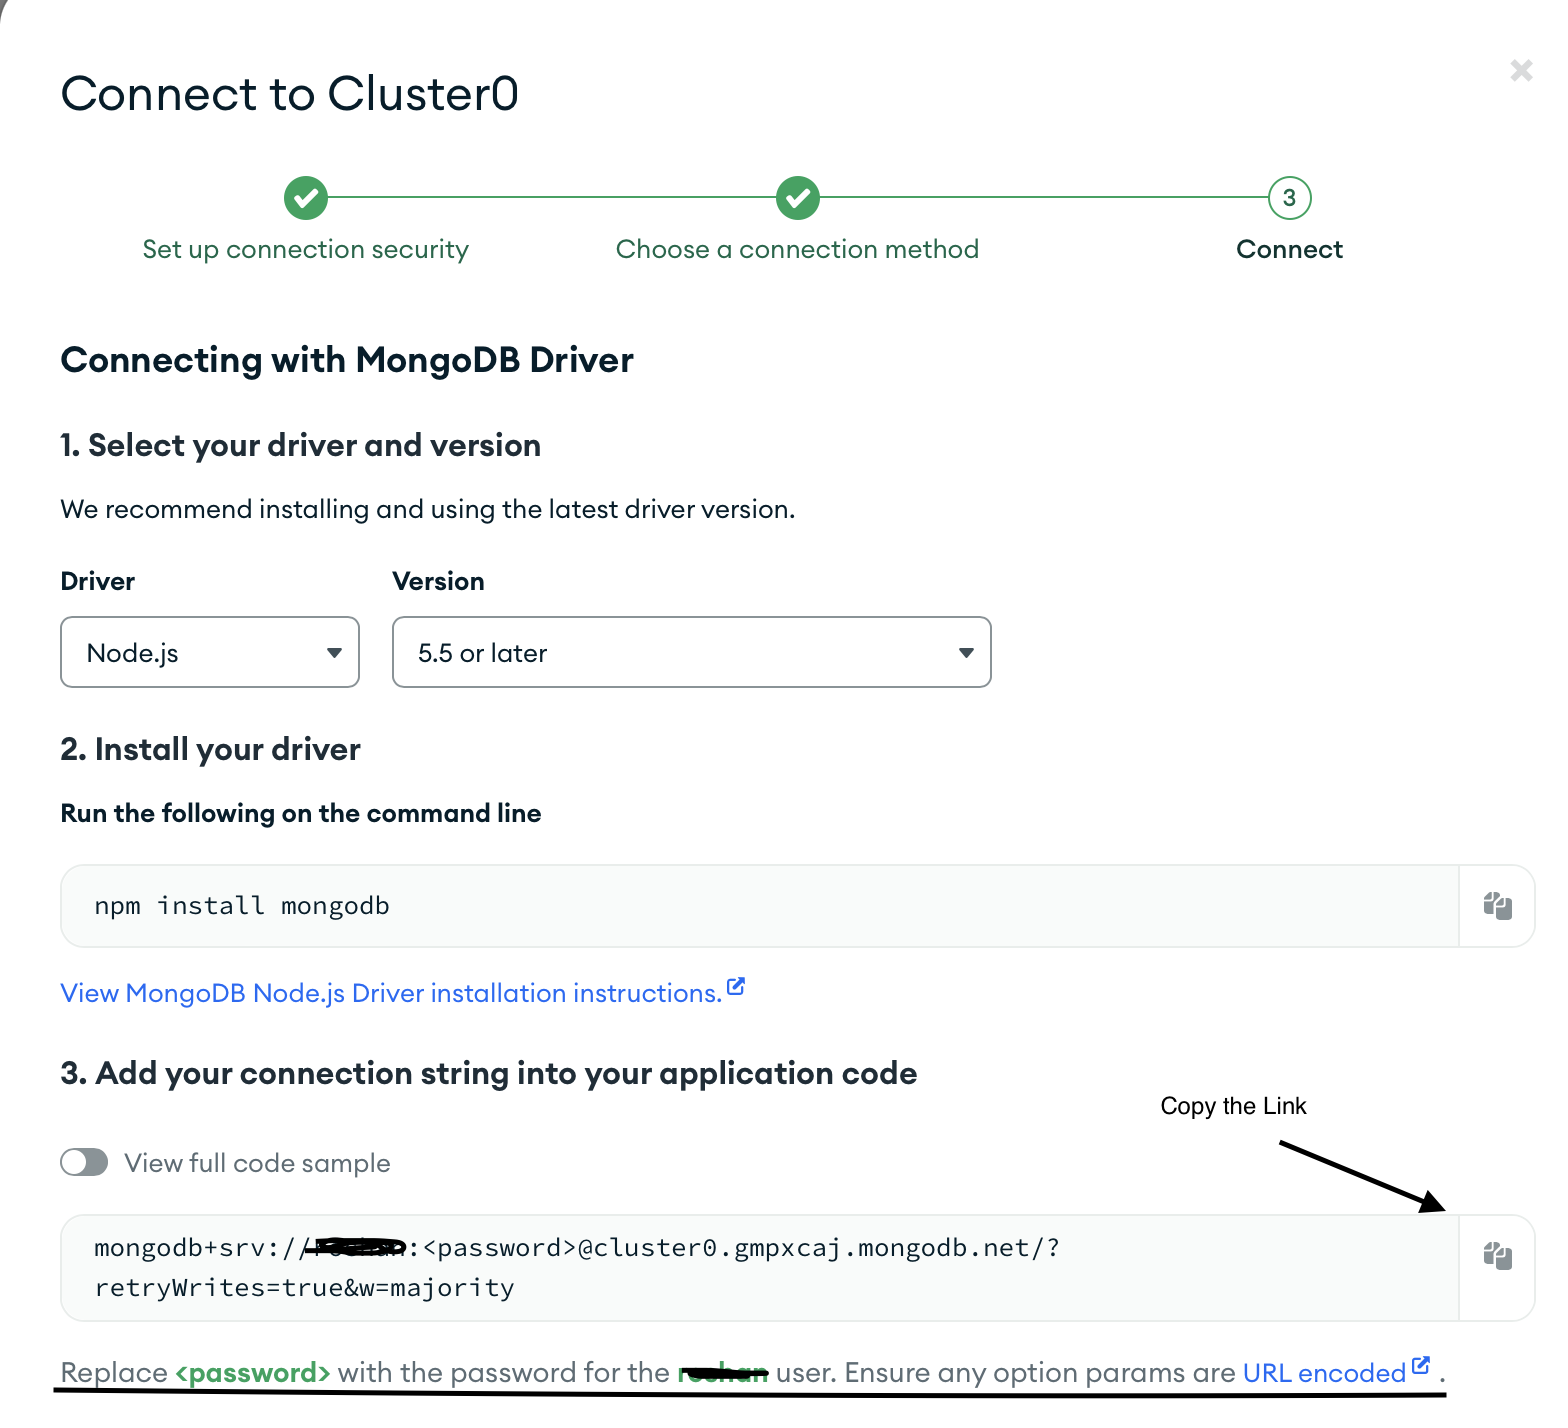 Connect to Cluster0
3
Set up connection security
Choose a connection method
Connect
Connecting with MongoDB Driver
1. Select your driver and version
We recommend installing and using the latest driver version.
Driver
Version
Node.js
5.5 or later
2. Install your driver
Run the following on the command line
npm install mongodb
View MongoDB Node.js Driver installation instructions.
3. Add your connection string into your application code
Copy the Link
View full code sample
mongodb+srv://:<password>@cluster0.gmpxcaj.mongodb.net/?
retryWrites=true&w=majority
Replace <password> with the password for the user. Ensure any option params are URL encoded.